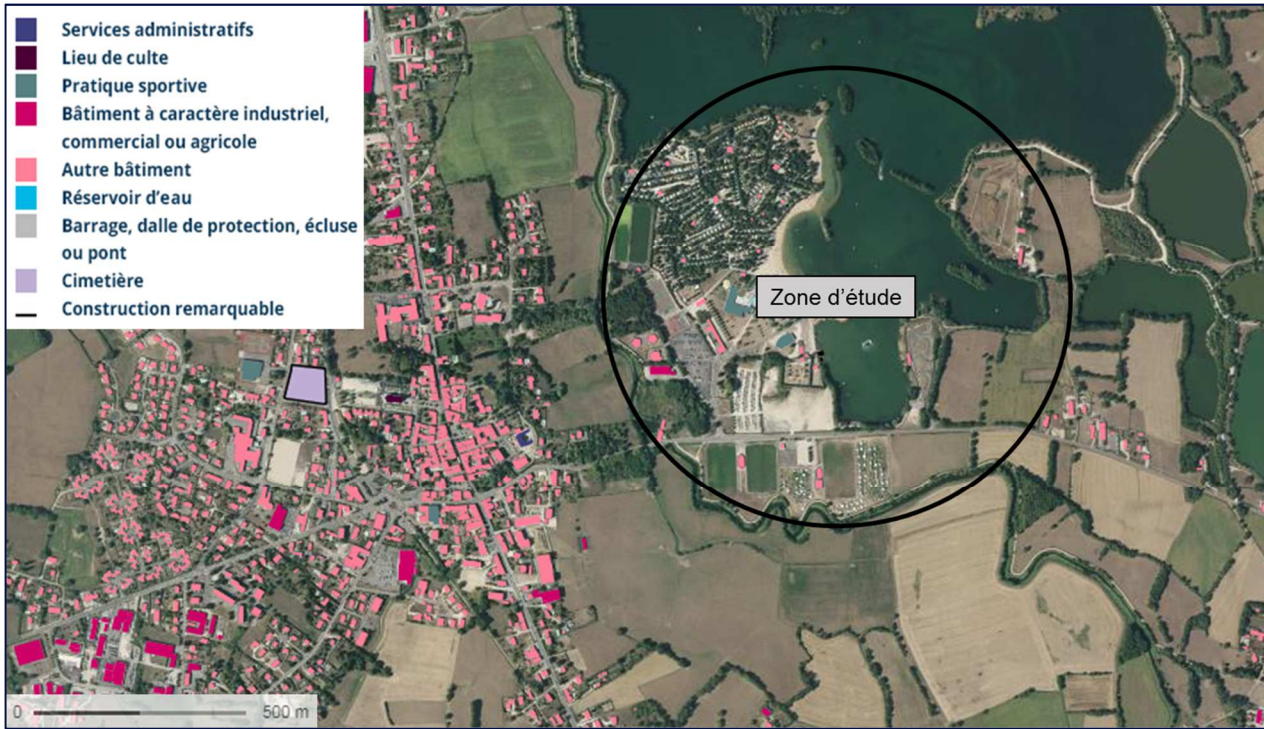 Services administratifs
Lieu de culte
Pratique sportive
Bâtiment à caractère industriel,
commercial ou agricole
Autre bâtiment
Réservoir d'eau
Barrage, dalle de protection, écluse
ou pont
Cimetière
Construction remarquable
Zone d'étude
0 500 m